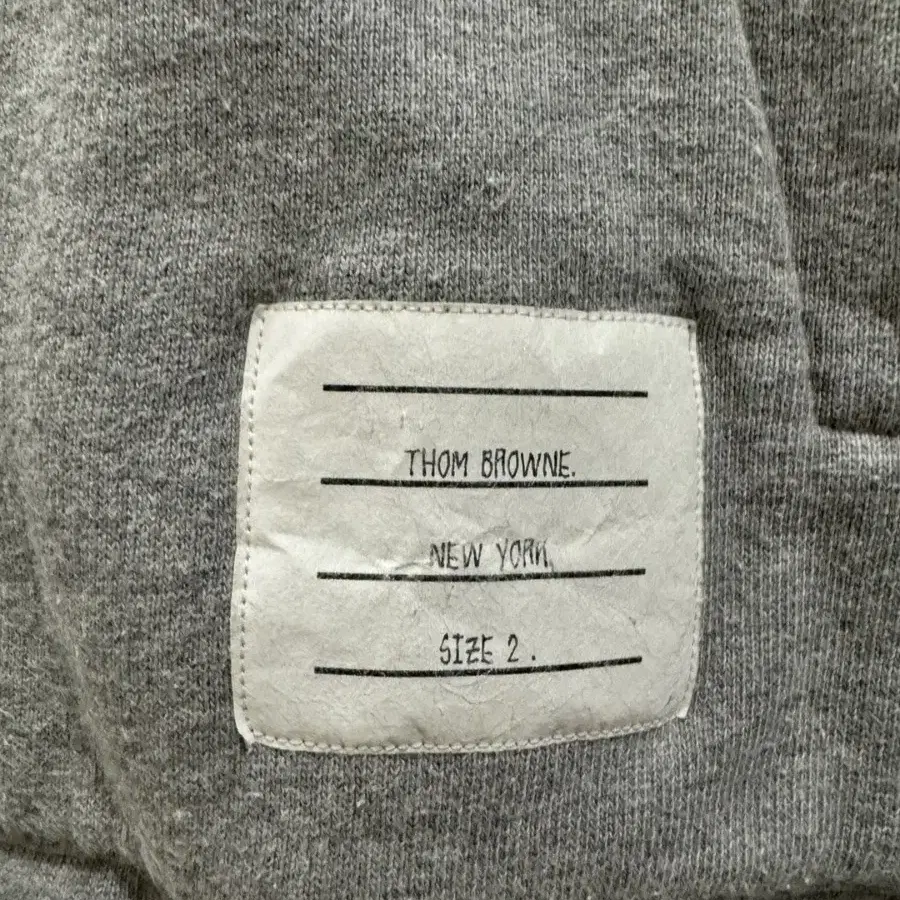 THOM BROWNE.
NEW YORK
SIZE 2 .